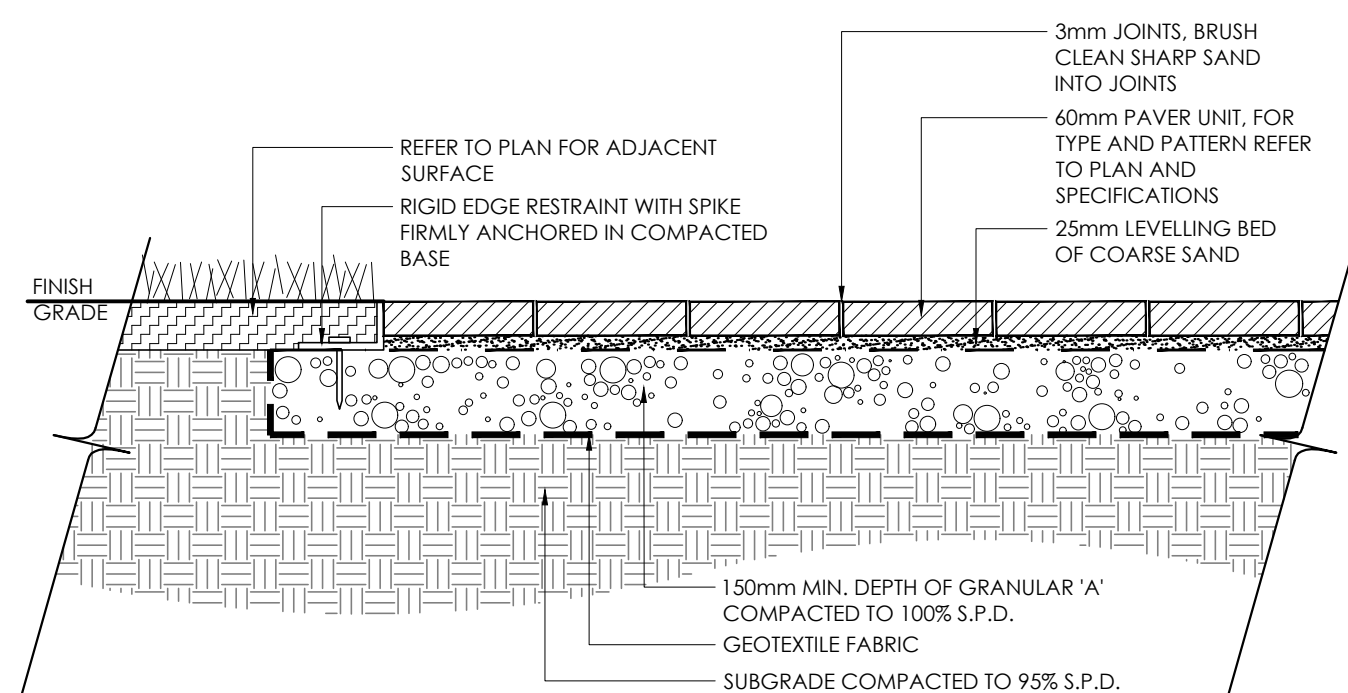 3mm JOINTS, BRUSH
CLEAN SHARP SAND
INTO JOINTS
60mm PAVER UNIT, FOR
TYPE AND PATTERN REFER
TO PLAN AND
SPECIFICATIONS
25mm LEVELLING BED
OF COARSE SAND
REFER TO PLAN FOR ADJACENT
SURFACE
RIGID EDGE RESTRAINT WITH SPIKE
FIRMLY ANCHORED IN COMPACTED
BASE
FINISH
GRADE
150mm MIN. DEPTH OF GRANULAR 'A'
COMPACTED TO 100% S.P.D.
GEOTEXTILE FABRIC
SUBGRADE COMPACTED TO 95% S.P.D.